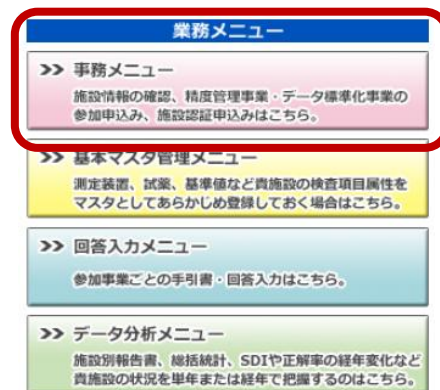 業務メニュー
>> 事務メニュー
施設情報の確認、精度管理事業・データ標準化事業の
参加申込み、施設認証申込みはこちら。
>> 基本マスタ管理メニュー
測定装置、試薬、基準値など貴施設の検査項目属性を
マスタとしてあらかじめ登録しておく場合はこちら。
>> 回答入力メニュー
参加事業ごとの手引書・回答入力はこちら。
>> データ分析メニュー
施設別報告書、総括統計、SDIや正解率の経年変化など
貴施設の状況を単年または経年で把握するのはこちら。